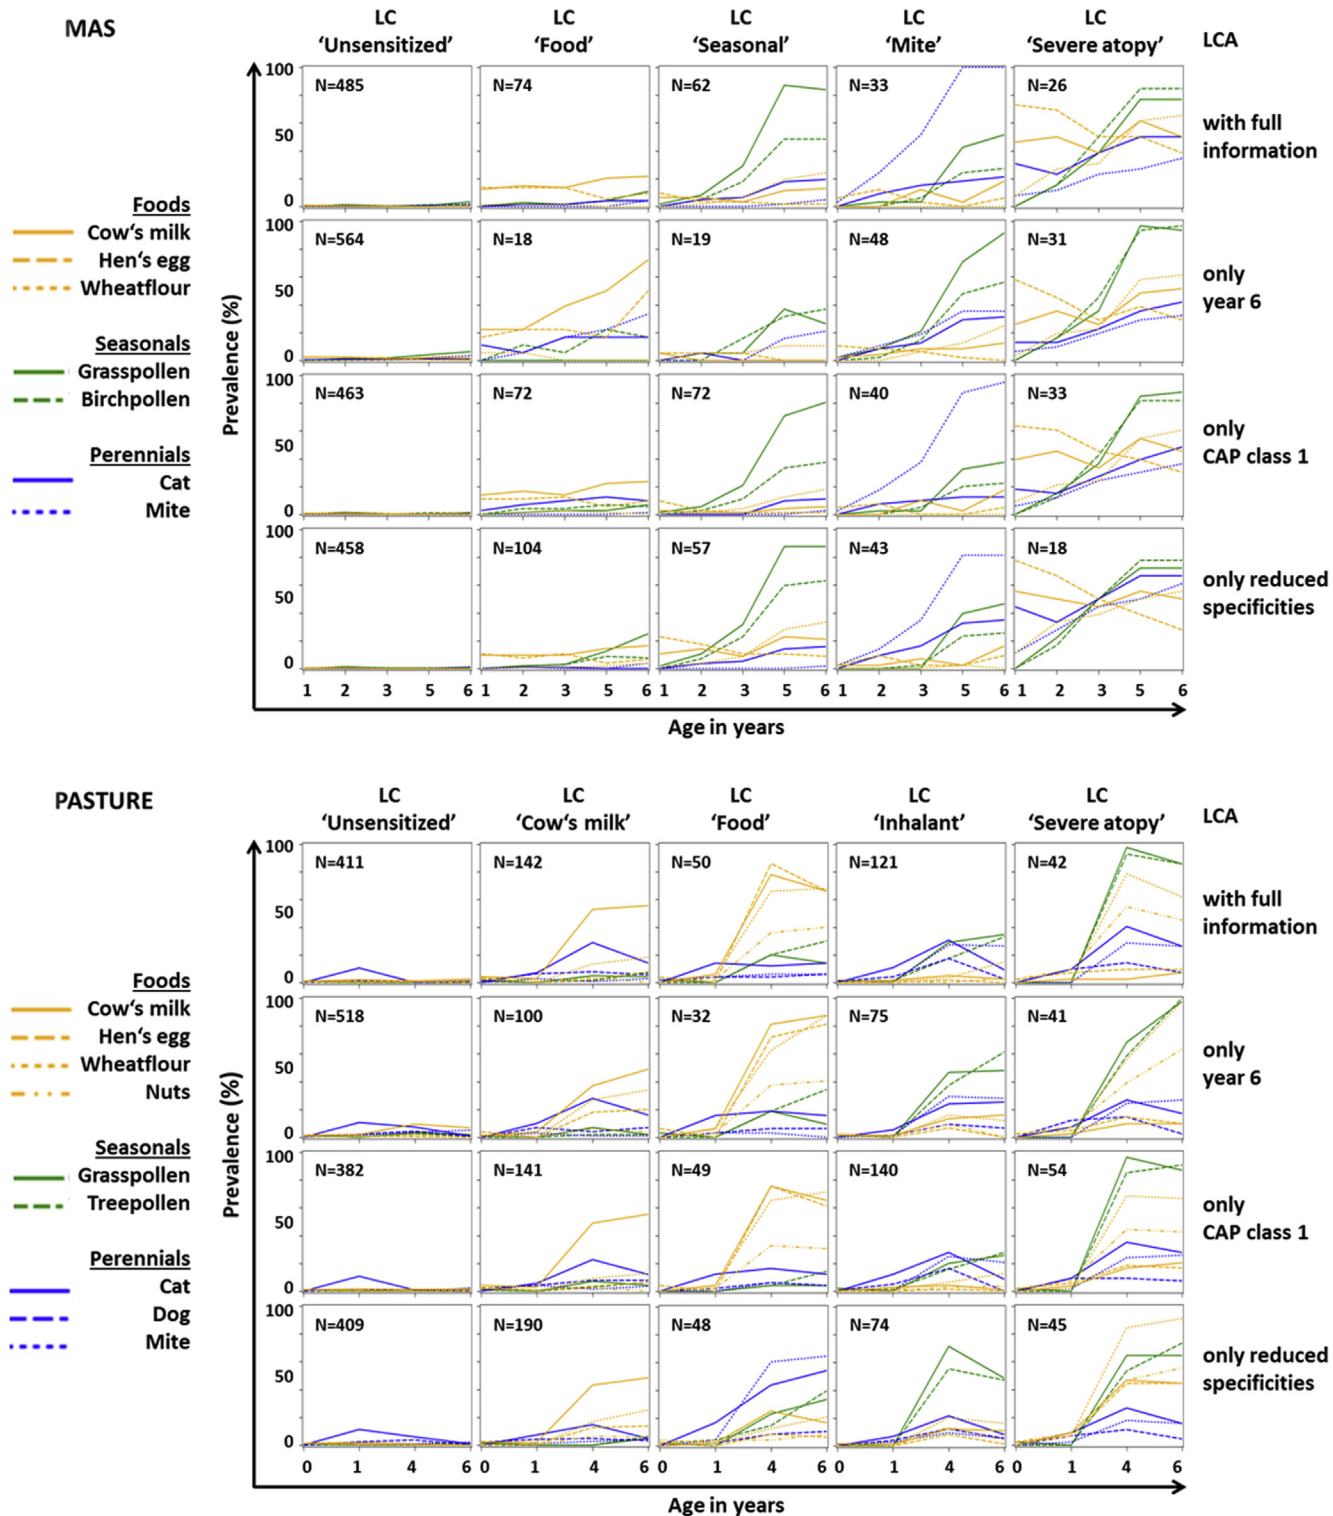 MAS
LC
‘Unsensitized’
LC
‘Food’
LC
‘Seasonal’
LC
‘Mite’
LC
‘Severe atopy’
LCA
Foods
Cow‘s milk
Hen‘s egg
Wheatflour
Seasonals
Grasspollen
Birchpollen
Perennials
Cat
Mite
Prevalence (%)
100
50
0
N=485
N=74
N=62
N=33
N=26
with full
information
100
50
0
N=564
N=18
N=19
N=48
N=31
only
year 6
100
50
0
N=463
N=72
N=72
N=40
N=33
only
CAP class 1
100
50
0
N=458
N=104
N=57
N=43
N=18
only reduced
specificities
1 2 3 5 6 1 2 3 5 6 1 2 3 5 6 1 2 3 5 6 1 2 3 5 6
Age in years
PASTURE
LC
‘Unsensitized’
LC
‘Cow‘s milk’
LC
‘Food’
LC
‘Inhalant’
LC
‘Severe atopy’
LCA
Foods
Cow‘s milk
Hen‘s egg
Wheatflour
Nuts
Seasonals
Grasspollen
Treepollen
Perennials
Cat
Dog
Mite
Prevalence (%)
100
50
0
N=411
N=142
N=50
N=121
N=42
with full
information
100
50
0
N=518
N=100
N=32
N=75
N=41
only
year 6
100
50
0
N=382
N=141
N=49
N=140
N=54
only
CAP class 1
100
50
0
N=409
N=190
N=48
N=74
N=45
only reduced
specificities
0 1 4 6 0 1 4 6 0 1 4 6 0 1 4 6 0 1 4 6
Age in years